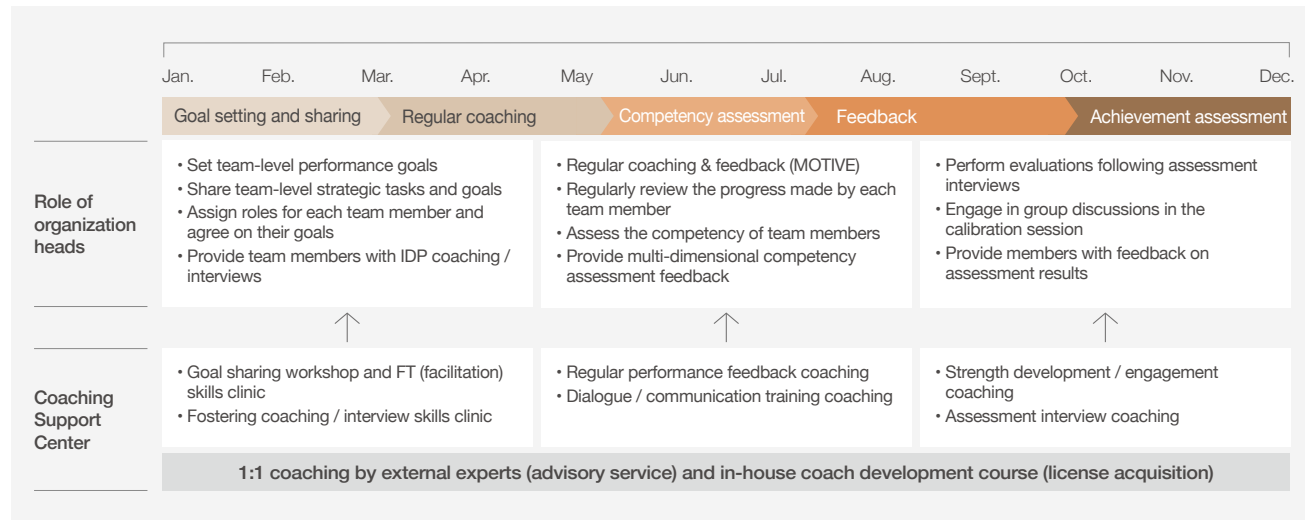 Jan. Feb. Mar. Apr. May Jun. Jul. Aug. Sept. Oct. Nov. Dec.
Goal setting and sharing Regular coaching Competency assessment Feedback Achievement assessment
Role of
organization
heads
• Set team-level performance goals
• Share team-level strategic tasks and goals
• Assign roles for each team member and
agree on their goals
• Provide team members with IDP coaching /
interviews
• Regular coaching & feedback (MOTIVE)
• Regularly review the progress made by each
team member
• Assess the competency of team members
• Provide multi-dimensional competency
assessment feedback
• Perform evaluations following assessment
interviews
• Engage in group discussions in the
calibration session
• Provide members with feedback on
assessment results
Coaching
Support
Center
• Goal sharing workshop and FT (facilitation)
skills clinic
• Fostering coaching / interview skills clinic
• Regular performance feedback coaching
• Dialogue / communication training coaching
• Strength development / engagement
coaching
• Assessment interview coaching
1:1 coaching by external experts (advisory service) and in-house coach development course (license acquisition)